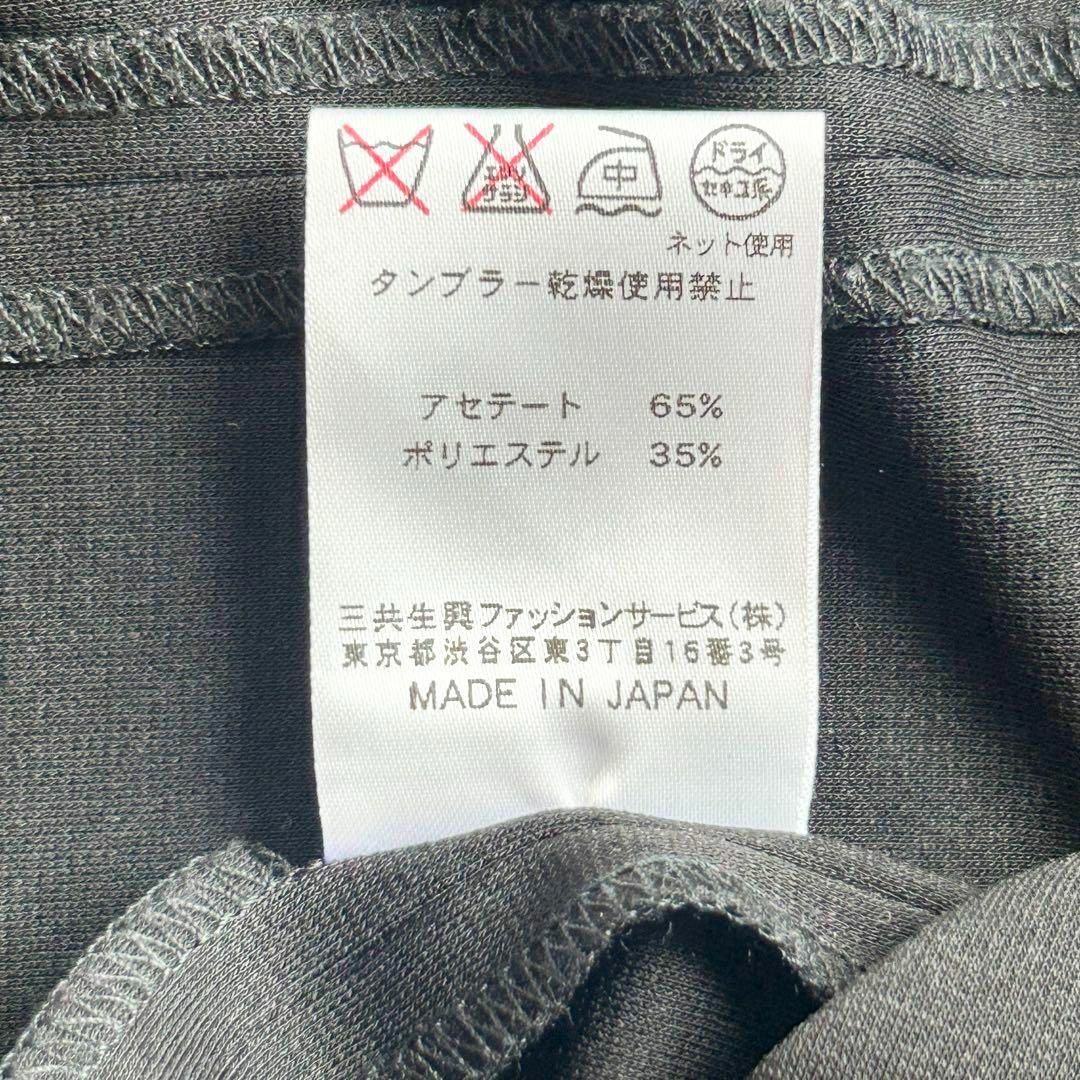 エンソ
サラシ
中
ドライ
セキユ系
ネット使用
タンブラー乾燥使用禁止
アセテート 65%
ポリエステル 35%
三共生興ファッションサービス(株)
東京都渋谷区東3丁目16番3号
MADE IN JAPAN